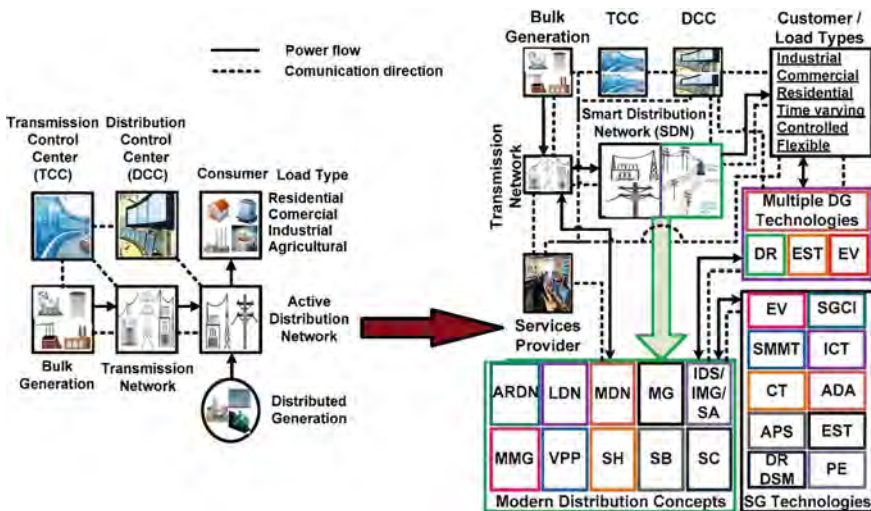 Power flow
Comunication direction
Transmission
Control
Center
(TCC)
Distribution
Control
Center
(DCC)
Consumer
Load Type
Residential
Comercial
Industrial
Agricultural
Active
Distribution
Network
Bulk
Generation
Transmission
Network
Distributed
Generation
Bulk
Generation
TCC
DCC
Customer /
Load Types
Industrial
Commercial
Residential
Time varying
Controlled
Flexible
Smart Distribution
Network (SDN)
Transmission
Network
Multiple DG
Technologies
DR
EST
EV
Services
Provider
ARDN
LDN
MDN
MG
IDS/
IMG/
SA
MMG
VPP
SH
SB
SC
Modern Distribution Concepts
EV
SGCI
SMMT
ICT
CT
ADA
APS
EST
DR
DSM
PE
SG Technologies